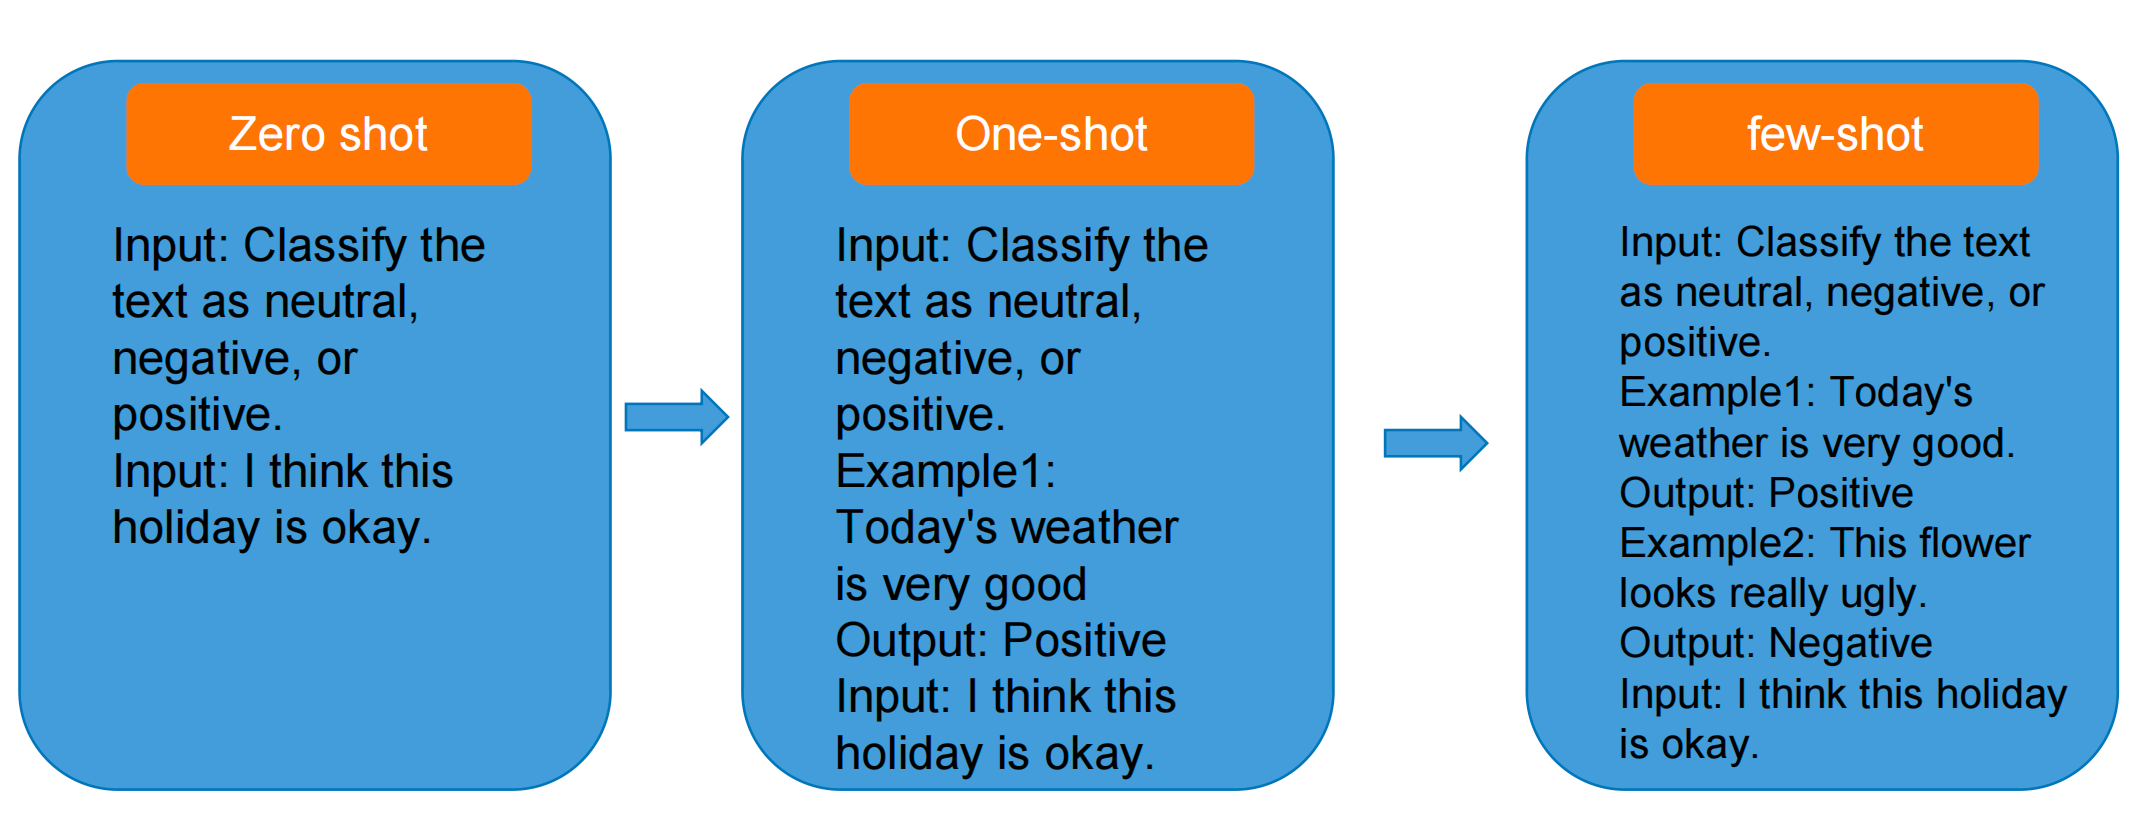 Zero shot
Input: Classify the
text as neutral,
negative, or
positive.
Input: I think this
holiday is okay.
One-shot
Input: Classify the
text as neutral,
negative, or
positive.
Example1:
Today's weather
is very good
Output: Positive
Input: I think this
holiday is okay.
few-shot
Input: Classify the text
as neutral, negative, or
positive.
Example1: Today's
weather is very good.
Output: Positive
Example2: This flower
looks really ugly.
Output: Negative
Input: I think this holiday
is okay.